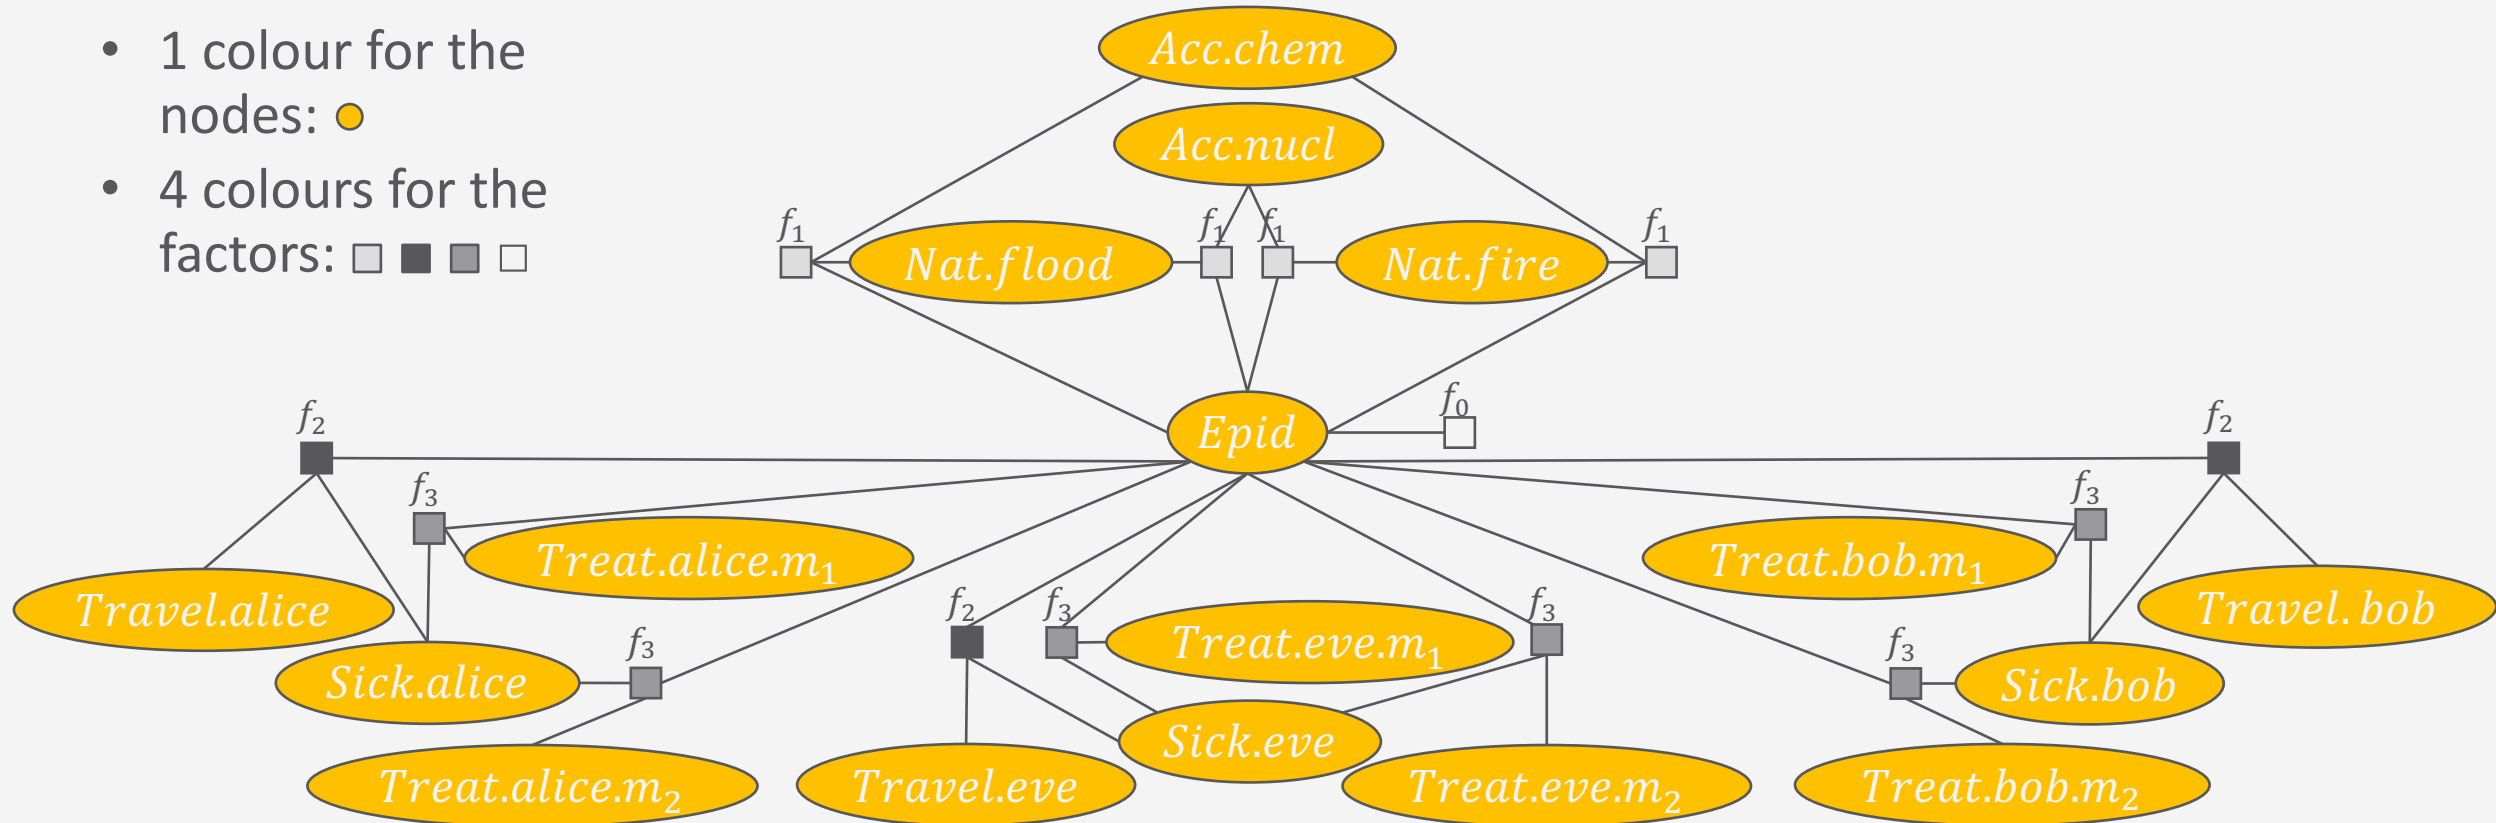 • 1 colour for the
nodes:
• 4 colours for the
factors:
Acc.chem
Acc.nucl
f₁ f₁ f₁ f₁
Nat.flood Nat.fire
f₀
f₂ Epid f₂
f₃ f₃
Treat.alice.m₁ Treat.bob.m₁
Travel.alice f₂ f₃ f₃ Travel. bob
f₃ Treat.eve.m₁ f₃
Sick.alice Sick.bob
Sick.eve
Treat.alice.m₂ Travel.eve Treat.eve.m₂ Treat.bob.m₂